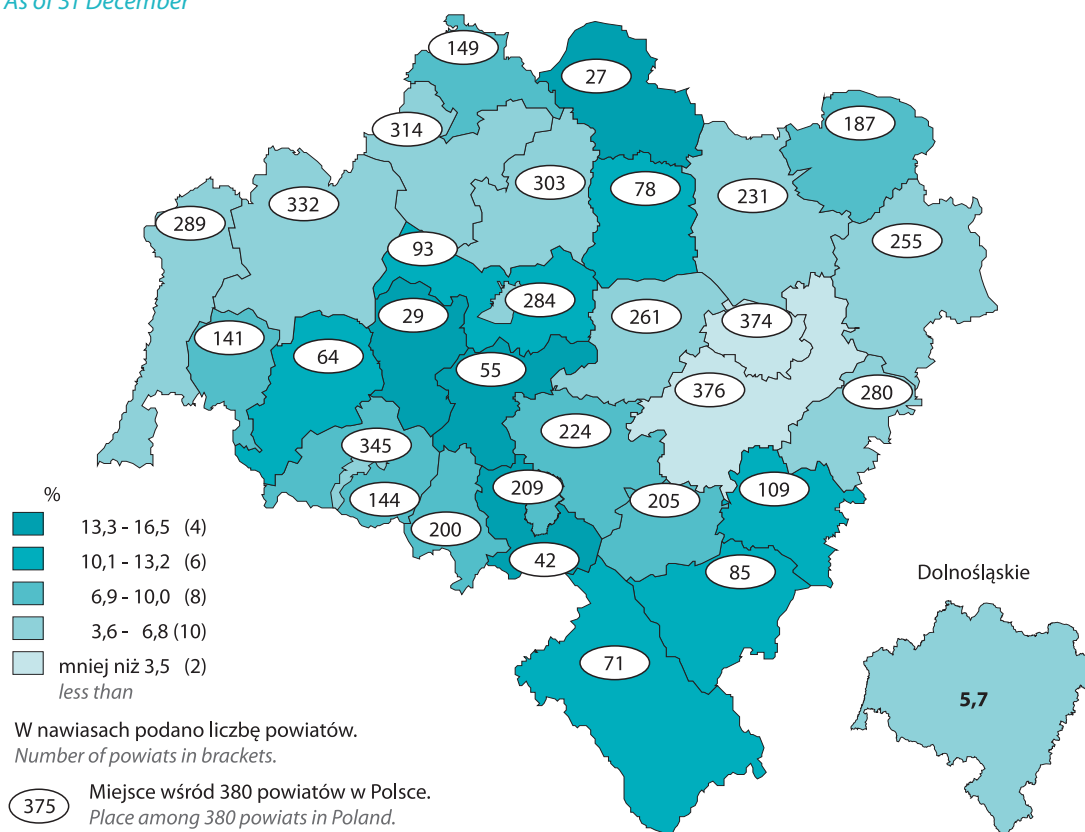 As of 31 December
149
27
187
314
303
78
231
332
289
255
93
284
29
261
374
141
64
55
376
280
224
345
209
109
205
144
200
42
85
71
%
13,3 - 16,5 (4)
10,1 - 13,2 (6)
6,9 - 10,0 (8)
3,6 - 6,8 (10)
mniej niż 3,5 (2)
less than
W nawiasach podano liczbę powiatów.
Number of powiats in brackets.
375
Miejsce wśród 380 powiatów w Polsce.
Place among 380 powiats in Poland.
Dolnośląskie
5,7